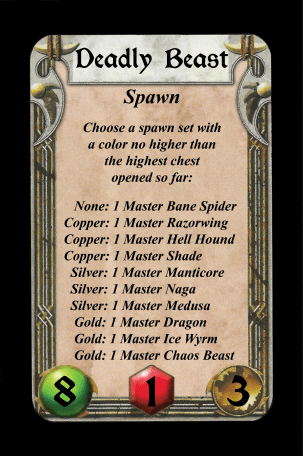 Deadly Beast
Spawn
Choose a spawn set with
a color no higher than
the highest chest
opened so far:
None: 1 Master Bane Spider
Copper: 1 Master Razorwing
Copper: 1 Master Hell Hound
Copper: 1 Master Shade
Silver: 1 Master Manticore
Silver: 1 Master Naga
Silver: 1 Master Medusa
Gold: 1 Master Dragon
Gold: 1 Master Ice Wyrm
Gold: 1 Master Chaos Beast
8 1 3